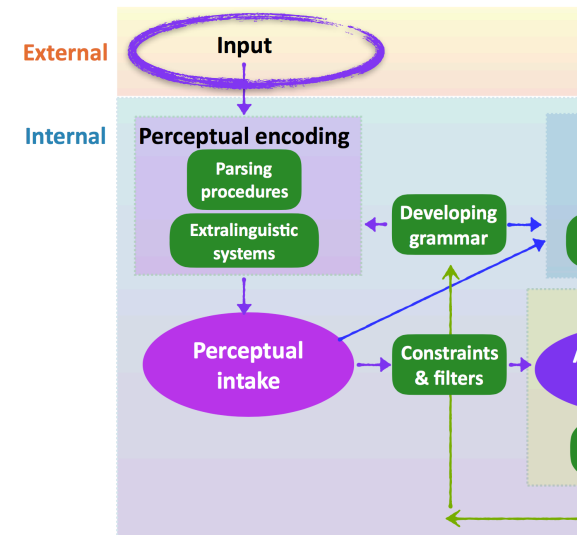 External
Input
Internal
Perceptual encoding
Parsing
procedures
Extralinguistic
systems
Developing
grammar
Perceptual
intake
Constraints
& filters